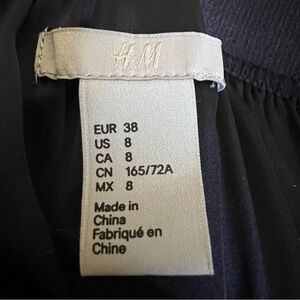 H&M
EUR 38
US 8
CA 8
CN 165/72A
MX 8
Made in
China
Fabriqué en
Chine